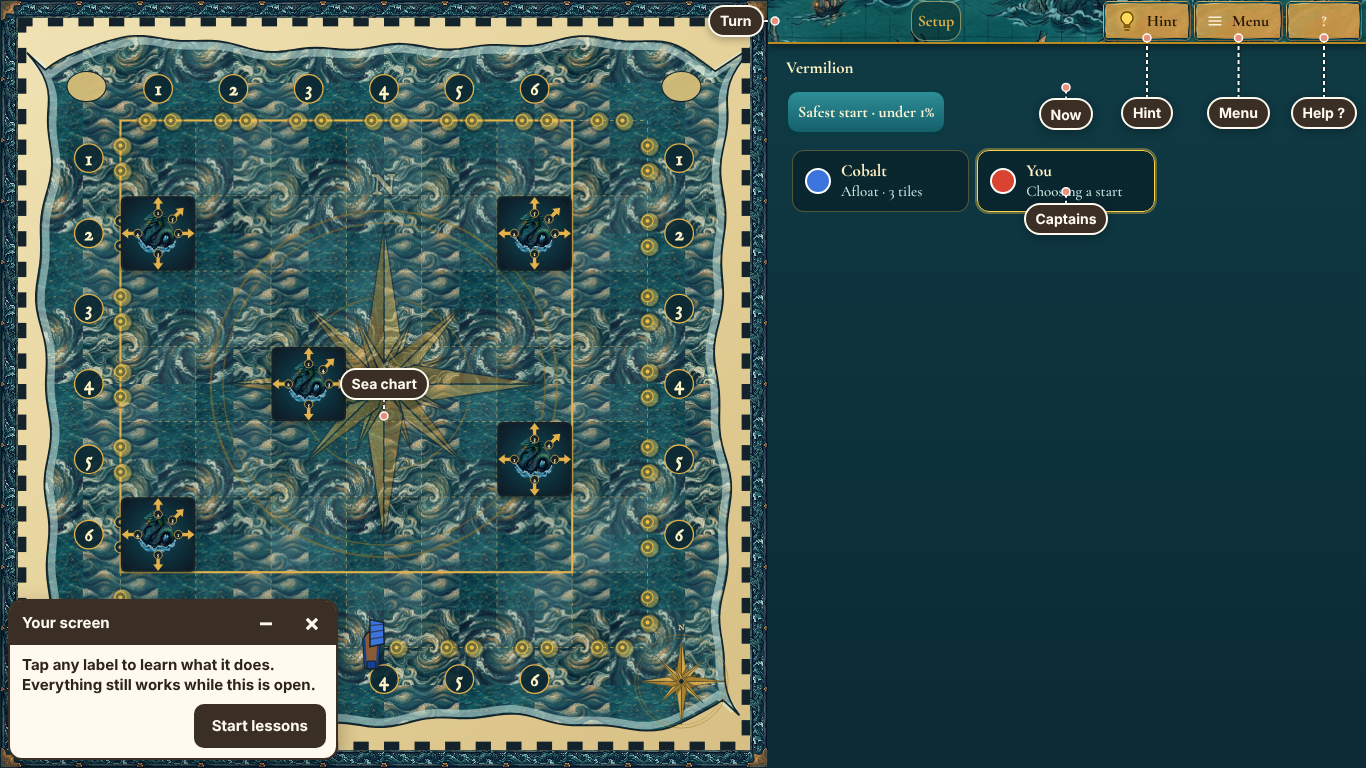 Turn
Setup
Hint
Menu
?
Vermilion
Safest start · under 1%
Now
Hint
Menu
Help ?
Cobalt
Afloat · 3 tiles
You
Choosing a start
Captains
1 2 3 4 5 6
N
1 1
2 2
3 3
4 4
Sea chart
5 5
6 6
N
4 5 6
Your screen
Tap any label to learn what it does.
Everything still works while this is open.
Start lessons